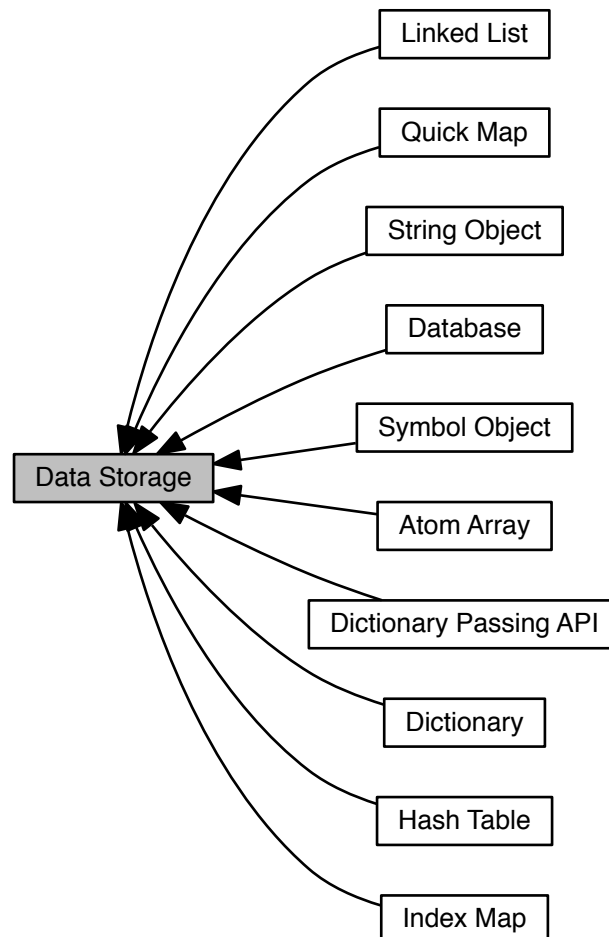 Linked List
Quick Map
String Object
Database
Symbol Object
Data Storage
Atom Array
Dictionary Passing API
Dictionary
Hash Table
Index Map